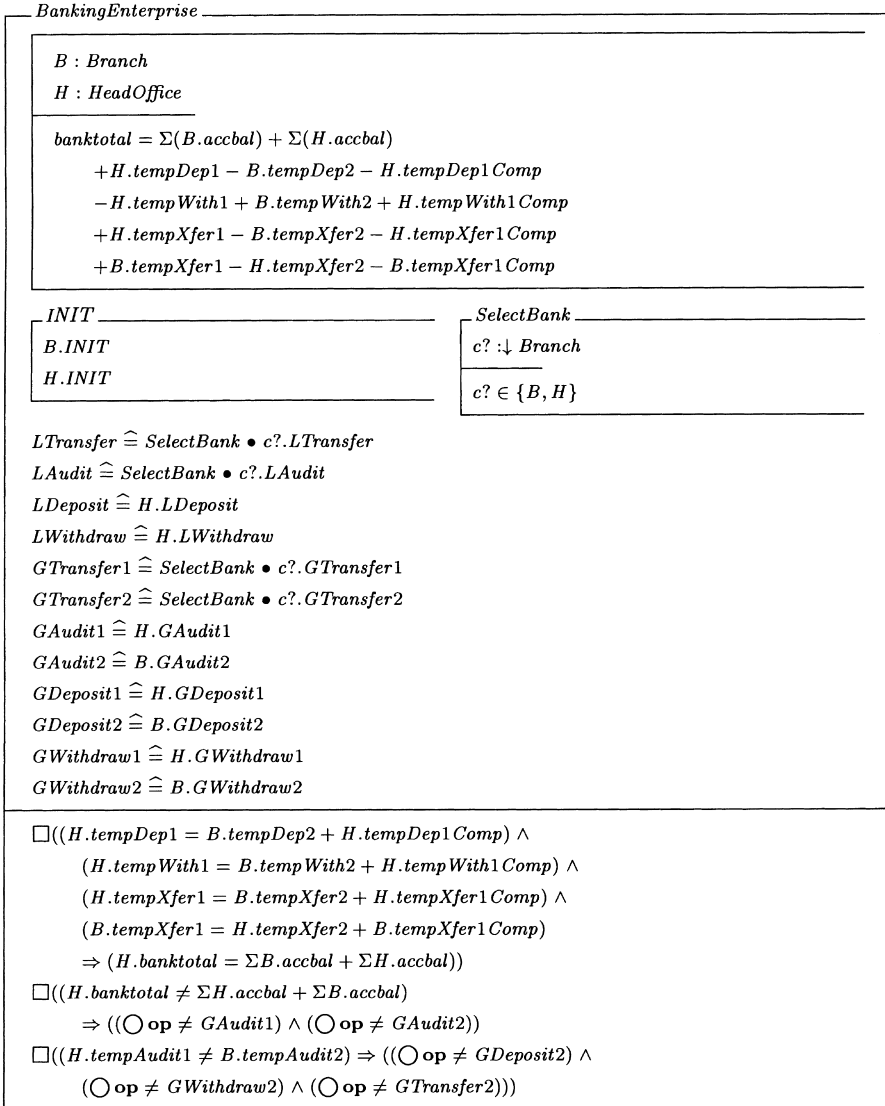 BankingEnterprise
B : Branch
H : HeadOffice
banktotal = Σ(B.accbal) + Σ(H.accbal)
+H.tempDep1 − B.tempDep2 − H.tempDep1Comp
−H.tempWith1 + B.tempWith2 + H.tempWith1Comp
+H.tempXfer1 − B.tempXfer2 − H.tempXfer1Comp
+B.tempXfer1 − H.tempXfer2 − B.tempXfer1Comp
INIT
B.INIT
H.INIT
SelectBank
c? :↓ Branch
c? ∈ {B, H}
LTransfer ≙ SelectBank • c?.LTransfer
LAudit ≙ SelectBank • c?.LAudit
LDeposit ≙ H.LDeposit
LWithdraw ≙ H.LWithdraw
GTransfer1 ≙ SelectBank • c?.GTransfer1
GTransfer2 ≙ SelectBank • c?.GTransfer2
GAudit1 ≙ H.GAudit1
GAudit2 ≙ B.GAudit2
GDeposit1 ≙ H.GDeposit1
GDeposit2 ≙ B.GDeposit2
GWithdraw1 ≙ H.GWithdraw1
GWithdraw2 ≙ B.GWithdraw2
□((H.tempDep1 = B.tempDep2 + H.tempDep1Comp) ∧
(H.tempWith1 = B.tempWith2 + H.tempWith1Comp) ∧
(H.tempXfer1 = B.tempXfer2 + H.tempXfer1Comp) ∧
(B.tempXfer1 = H.tempXfer2 + B.tempXfer1Comp)
⇒ (H.banktotal = ΣB.accbal + ΣH.accbal))
□((H.banktotal ≠ ΣH.accbal + ΣB.accbal)
⇒ ((◯ op ≠ GAudit1) ∧ (◯ op ≠ GAudit2))
□((H.tempAudit1 ≠ B.tempAudit2) ⇒ ((◯ op ≠ GDeposit2) ∧
(◯ op ≠ GWithdraw2) ∧ (◯ op ≠ GTransfer2)))